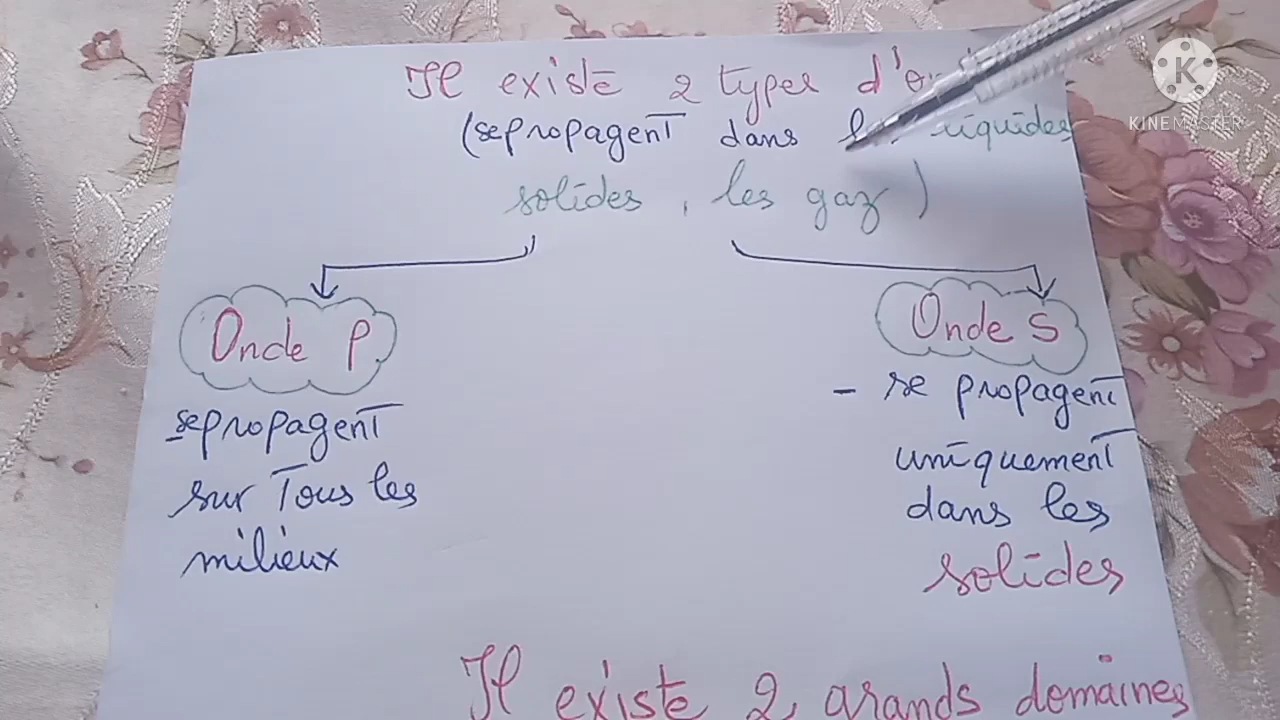 Il existe 2 types
(se propagent dans liquides
solides, les gaz)
Onde P
- se propagent
sur Tous les
milieux
Onde S
- se propagent
uniquement
dans les
solides
Il existe 2 grands domaines
K
KINEMASTER